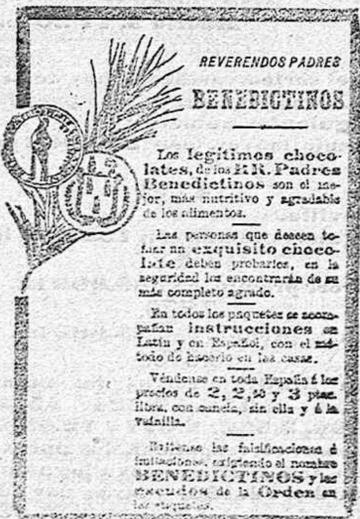 REVERENDOS PADRES
BENEDICTINOS
Los legítimos choco-
lates, de los RR. Padres
Benedictinos son el me-
jor, más nutritivo y agradable
de los alimentos.
Las personas que deseen to-
mar un exquisito choco-
late deben probarlos, en la
seguridad los encontrarán de su
más completo agrado.
En todos los paquetes se acom-
pañan instrucciones en
Latín y en Español, con el mé-
todo de hacerlo en las casas.
Véndense en toda España á los
precios de 2, 2,50 y 3 ptas.
libra, con canela, sin ella y á la
vainilla.
las falsificaciones é
imitaciones, exigiendo el nombre
BENEDICTINOS y los
escudos de la Orden en
las etiquetas.